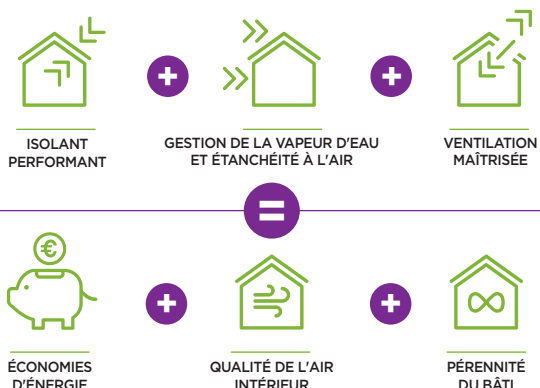 ISOLANT
PERFORMANT
GESTION DE LA VAPEUR D'EAU
ET ÉTANCHÉITÉ À L'AIR
VENTILATION
MAÎTRISÉE
ÉCONOMIES
D'ÉNERGIE
QUALITÉ DE L'AIR
INTÉRIEUR
PÉRENNITÉ
DU BÂTI